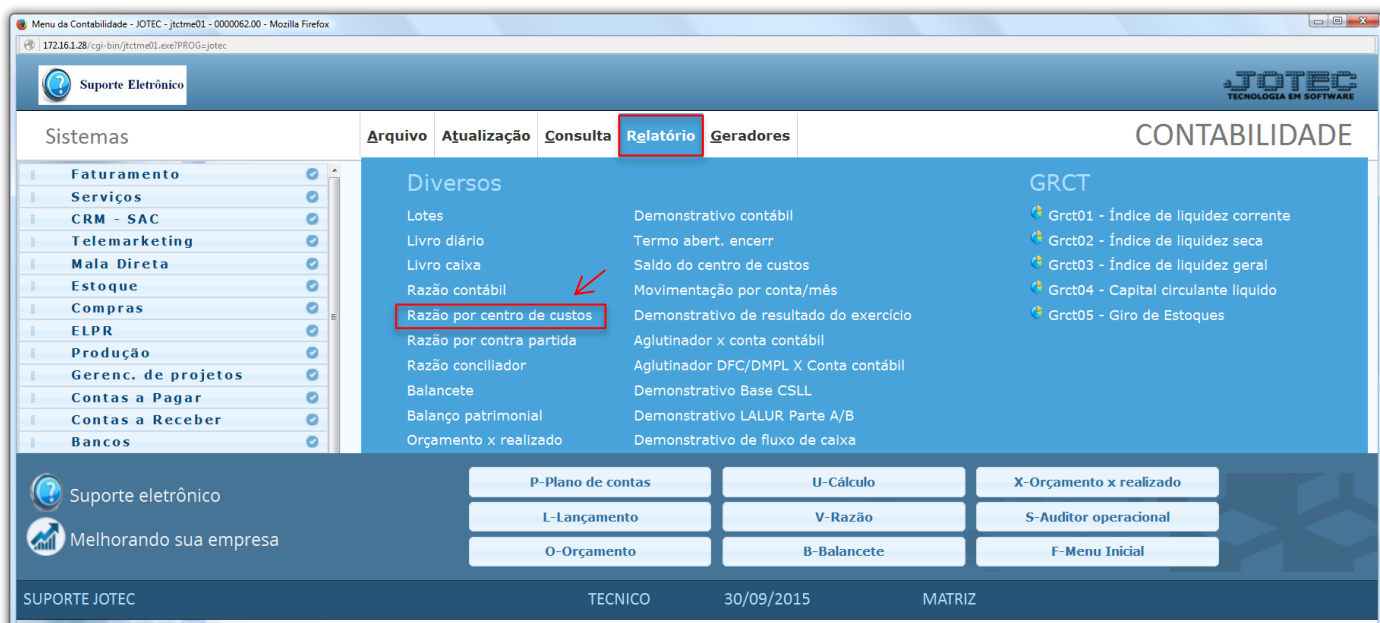 Menu da Contabilidade - JOTEC - jtctme01 - 0000062.00 - Mozilla Firefox
172.16.1.28/cgi-bin/jtctme01.exe?PROG=jotec
Suporte Eletrônico
JOTEC
TECNOLOGIA EM SOFTWARE
Sistemas
Arquivo Atualização Consulta Relatório Geradores
CONTABILIDADE
Faturamento
Serviços
CRM - SAC
Telemarketing
Mala Direta
Estoque
Compras
ELPR
Produção
Gerenc. de projetos
Contas a Pagar
Contas a Receber
Bancos
Diversos
Lotes
Livro diário
Livro caixa
Razão contábil
Razão por centro de custos
Razão por contra partida
Razão conciliador
Balancete
Balanço patrimonial
Orçamento x realizado
Demonstrativo contábil
Termo abert. encerr
Saldo do centro de custos
Movimentação por conta/mês
Demonstrativo de resultado do exercício
Aglutinador x conta contábil
Aglutinador DFC/DMPL X Conta contábil
Demonstrativo Base CSLL
Demonstrativo LALUR Parte A/B
Demonstrativo de fluxo de caixa
GRCT
Grct01 - Índice de liquidez corrente
Grct02 - Índice de liquidez seca
Grct03 - Índice de liquidez geral
Grct04 - Capital circulante liquido
Grct05 - Giro de Estoques
Suporte eletrônico
Melhorando sua empresa
P-Plano de contas
U-Cálculo
X-Orçamento x realizado
L-Lançamento
V-Razão
S-Auditor operacional
O-Orçamento
B-Balancete
F-Menu Inicial
SUPORTE JOTEC
TECNICO
30/09/2015
MATRIZ